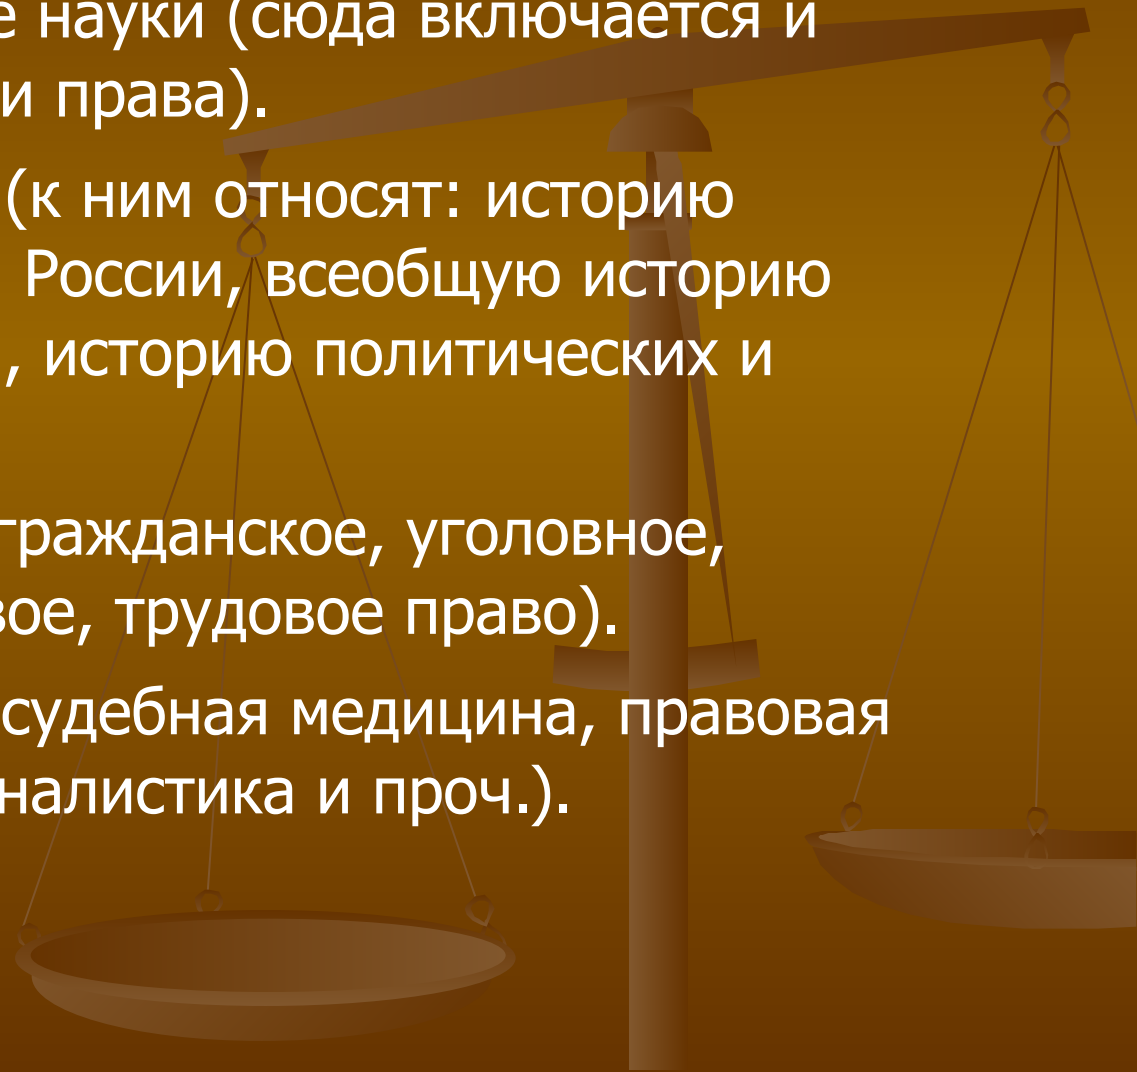 е науки (сюда включается и
и права).
(к ним относят: историю
России, всеобщую историю
, историю политических и
гражданское, уголовное,
вое, трудовое право).
судебная медицина, правовая
налистика и проч.).